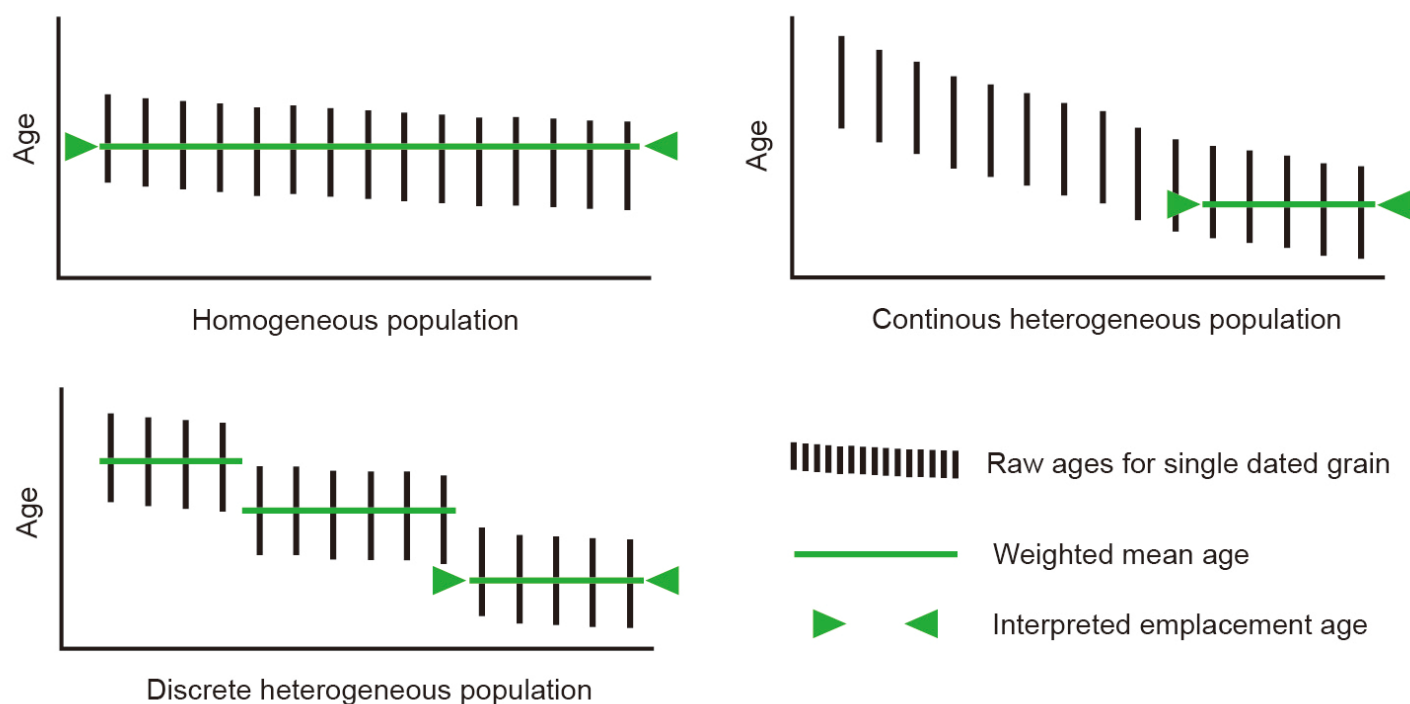 Age
Homogeneous population
Age
Continous heterogeneous population
Age
Discrete heterogeneous population
Raw ages for single dated grain
Weighted mean age
Interpreted emplacement age